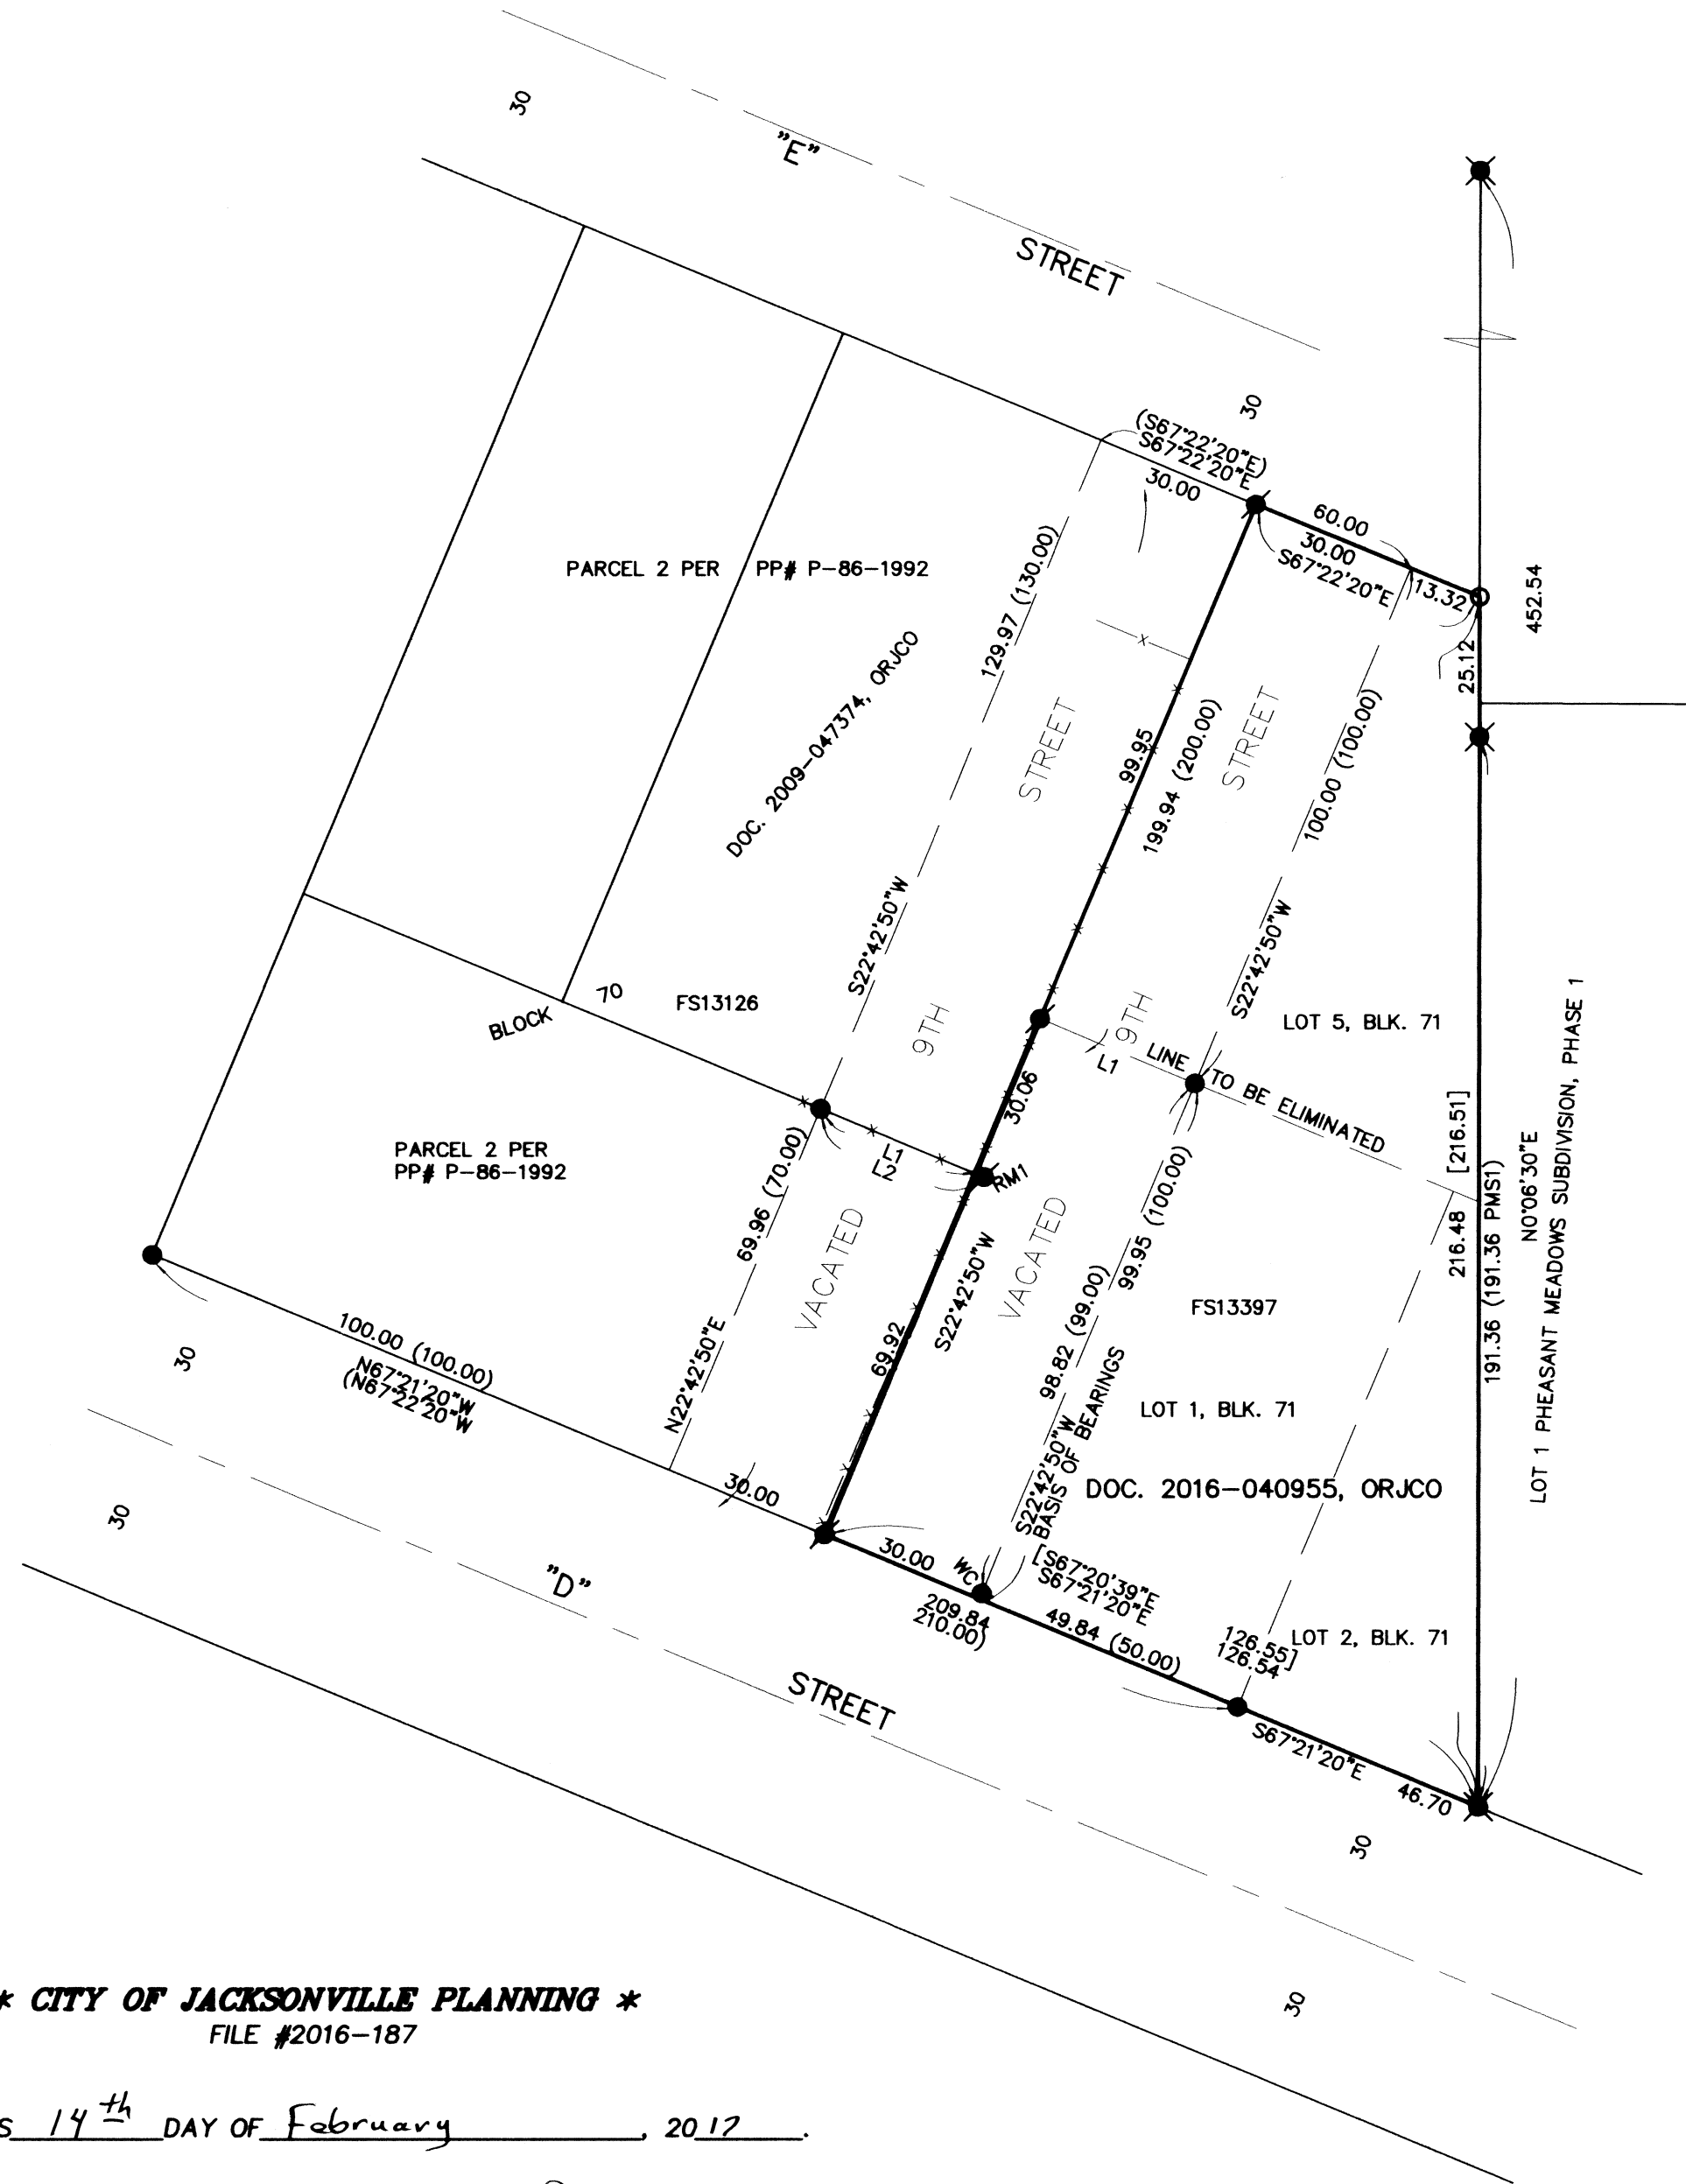 30
"E"
STREET
30
(S67°22'20"E)
S67°22'20"E
30.00
60.00
30.00
S67°22'20"E
13.32
452.54
25.12
PARCEL 2 PER PP# P-86-1992
DOC. 2009-047374, ORJCO
129.97 (130.00)
S22°42'50"W
STREET
9TH
VACATED
99.95
199.94 (200.00)
STREET
9TH
VACATED
100.00 (100.00)
S22°42'50"W
LOT 5, BLK. 71
BLOCK 70
FS13126
L1
LINE TO BE ELIMINATED
30.06
L1
L2
RM1
PARCEL 2 PER
PP# P-86-1992
69.96 (70.00)
N22°42'50"E
69.92
S22°42'50"W
99.95 (100.00)
98.82 (99.00)
S22°42'50"W
BASIS OF BEARINGS
216.48 [216.51]
191.36 (191.36 PMS1)
N0°06'30"E
LOT 1 PHEASANT MEADOWS SUBDIVISION, PHASE 1
FS13397
LOT 1, BLK. 71
DOC. 2016-040955, ORJCO
LOT 2, BLK. 71
30
100.00 (100.00)
N67°21'20"W
(N67°22'20"W
30.00
30
"D"
STREET
30.00
WC
[S67°20'39"E
S67°21'20"E
209.84
210.00)
49.84 (50.00)
126.55]
126.54
S67°21'20"E
46.70
30
30
* CITY OF JACKSONVILLE PLANNING *
FILE #2016-187
S 14th DAY OF February, 2017.